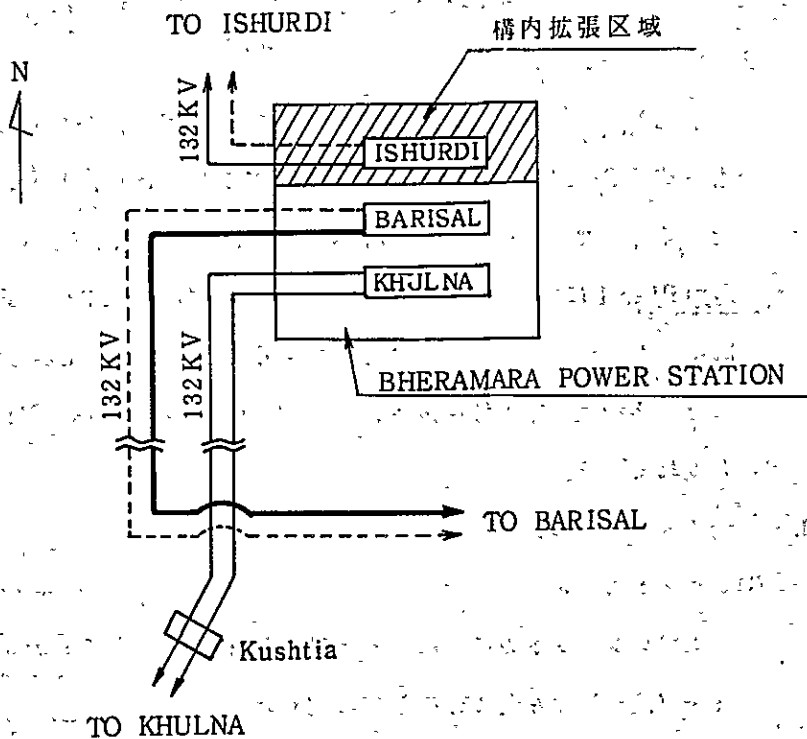 TO ISHURDI
構内拡張区域
N
132KV
ISHURDI
BARISAL
KHULNA
132KV
132KV
BHERAMARA POWER STATION
TO BARISAL
Kushtia
TO KHULNA